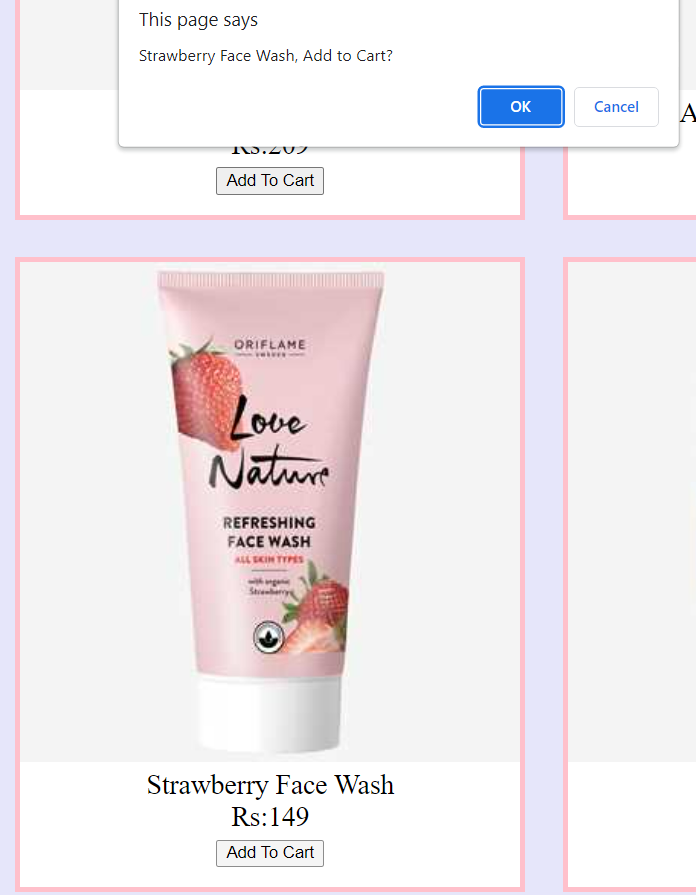 This page says
Strawberry Face Wash, Add to Cart?
OK
Cancel
A
Rs:209
Add To Cart
ORIFLAME
SWEDEN
Love
Nature
REFRESHING
FACE WASH
ALL SKIN TYPES
with organic
Strawberry
Strawberry Face Wash
Rs:149
Add To Cart